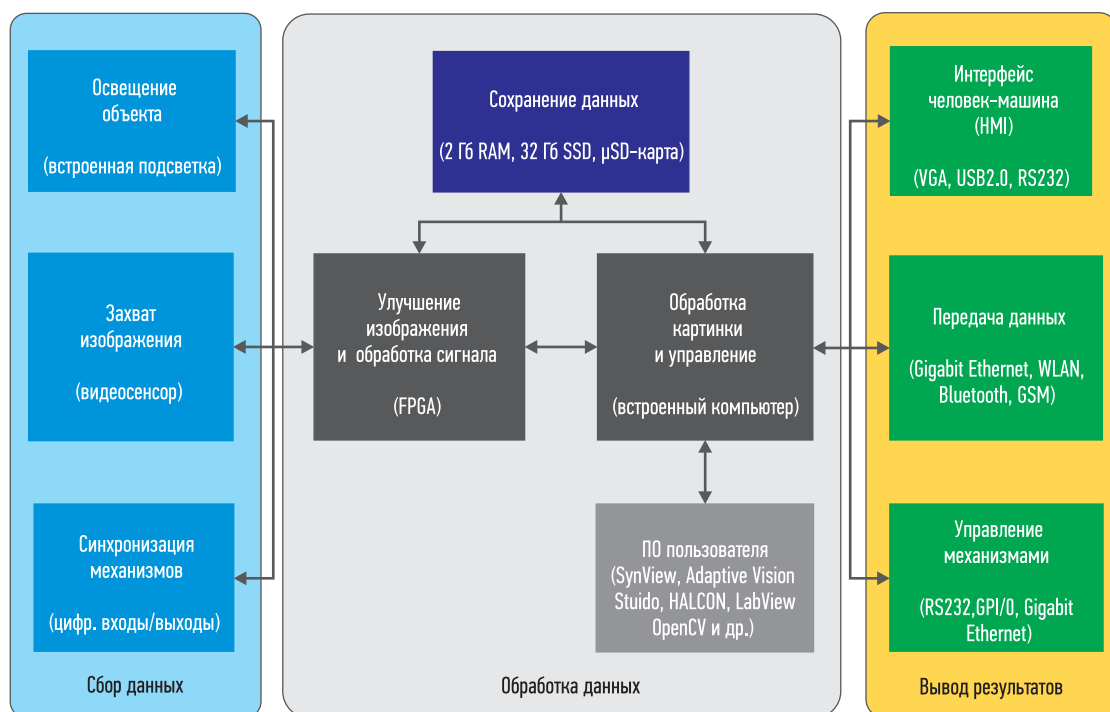 Освещение
объекта
(встроенная подсветка)
Захват
изображения
(видеосенсор)
Синхронизация
механизмов
(цифр. входы/выходы)
Сбор данных
Сохранение данных
(2 Гб RAM, 32 Гб SSD, μSD-карта)
Улучшение
изображения
и обработка сигнала
(FPGA)
Обработка
картинки
и управление
(встроенный компьютер)
ПО пользователя
(SynView, Adaptive Vision
Stuido, HALCON, LabView
OpenCV и др.)
Обработка данных
Интерфейс
человек-машина
(HMI)
(VGA, USB2.0, RS232)
Передача данных
(Gigabit Ethernet, WLAN,
Bluetooth, GSM)
Управление
механизмами
(RS232,GPI/0, Gigabit
Ethernet)
Вывод результатов